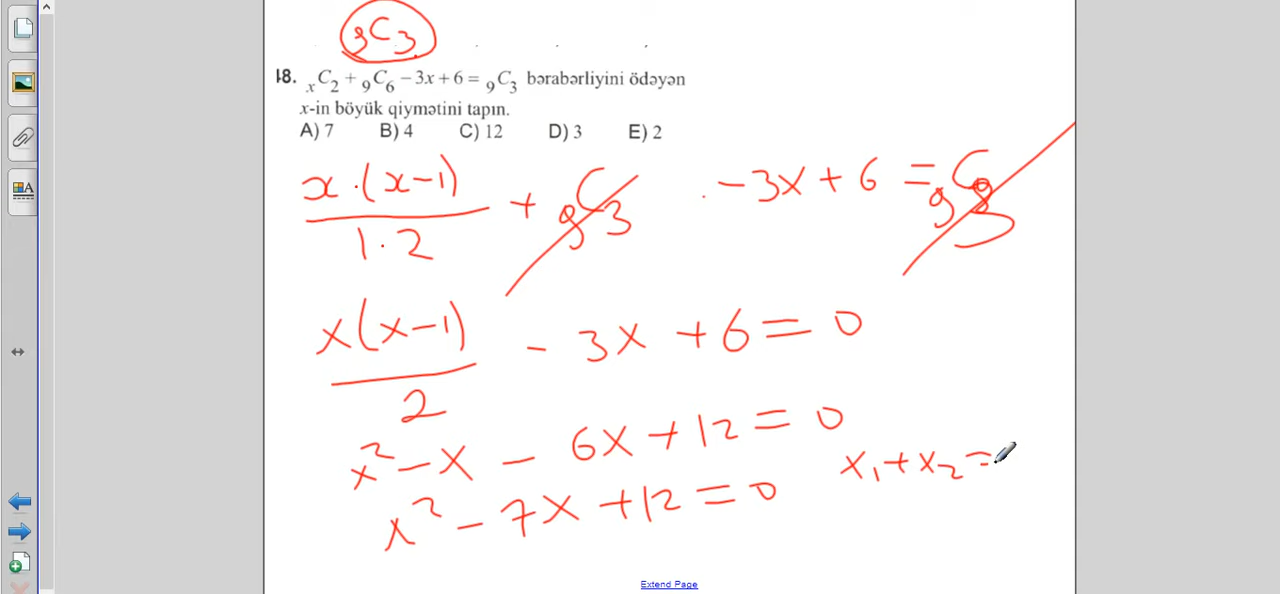 ₉C₃
18. ₓC₂ + ₉C₆ − 3x + 6 = ₉C₃ bərabərliyini ödəyən
x-in böyük qiymətini tapın.
A) 7 B) 4 C) 12 D) 3 E) 2
x·(x−1)/1·2 + ₉C₃ −3x + 6 = ₉C₃
x(x−1)/2 − 3x + 6 = 0
x² − x − 6x + 12 = 0
x₁ + x₂ =
x² − 7x + 12 = 0
Extend Page